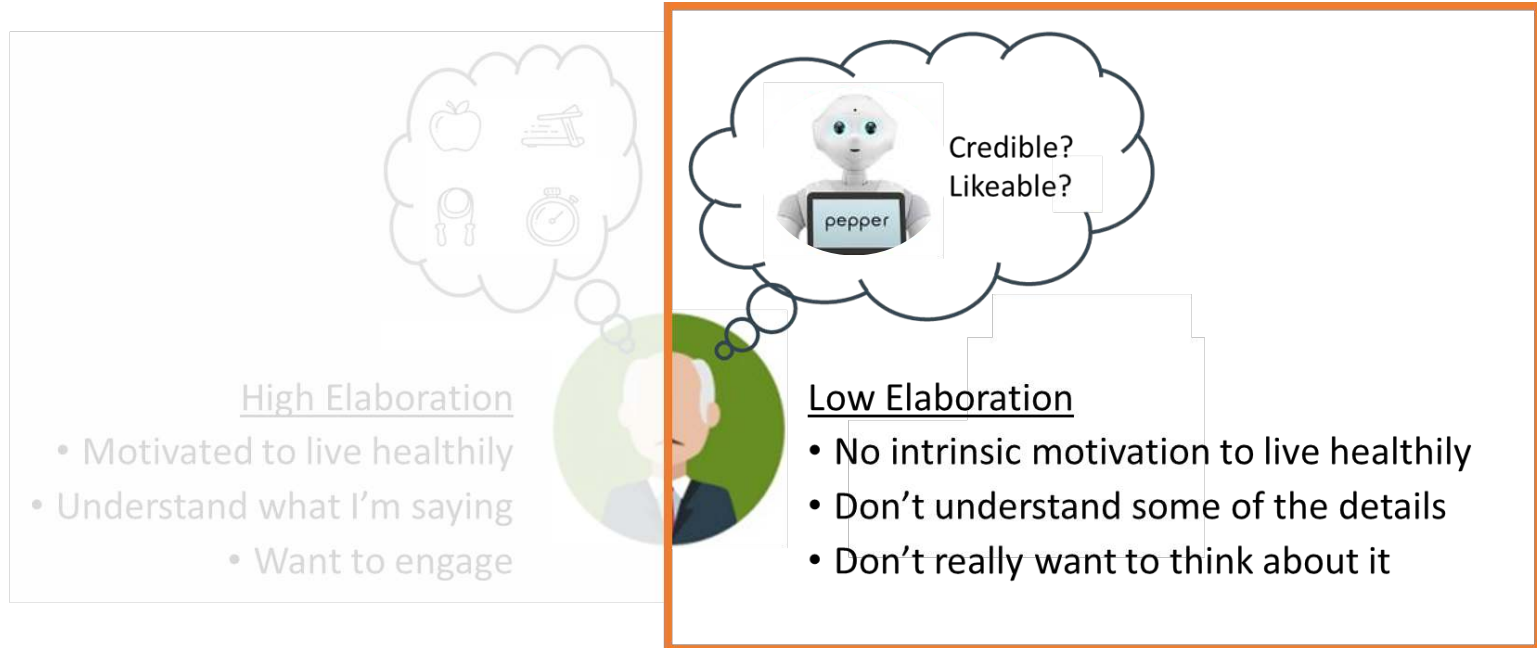 High Elaboration
• Motivated to live healthily
• Understand what I'm saying
• Want to engage
Credible?
Likeable?
pepper
Low Elaboration
• No intrinsic motivation to live healthily
• Don't understand some of the details
• Don't really want to think about it